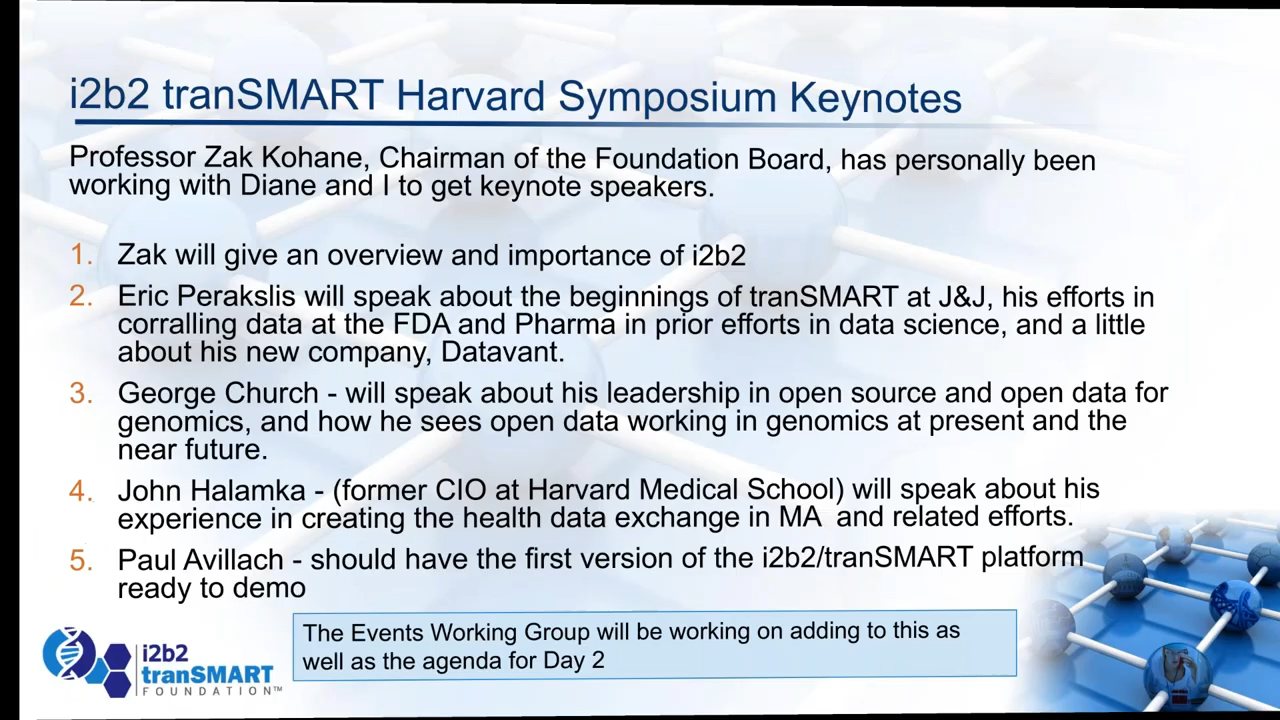 i2b2 tranSMART Harvard Symposium Keynotes
Professor Zak Kohane, Chairman of the Foundation Board, has personally been
working with Diane and I to get keynote speakers.
1. Zak will give an overview and importance of i2b2
2. Eric Perakslis will speak about the beginnings of tranSMART at J&J, his efforts in
corralling data at the FDA and Pharma in prior efforts in data science, and a little
about his new company, Datavant.
3. George Church - will speak about his leadership in open source and open data for
genomics, and how he sees open data working in genomics at present and the
near future.
4. John Halamka - (former CIO at Harvard Medical School) will speak about his
experience in creating the health data exchange in MA and related efforts.
5. Paul Avillach - should have the first version of the i2b2/tranSMART platform
ready to demo
The Events Working Group will be working on adding to this as
well as the agenda for Day 2
i2b2
tranSMART
FOUNDATION™